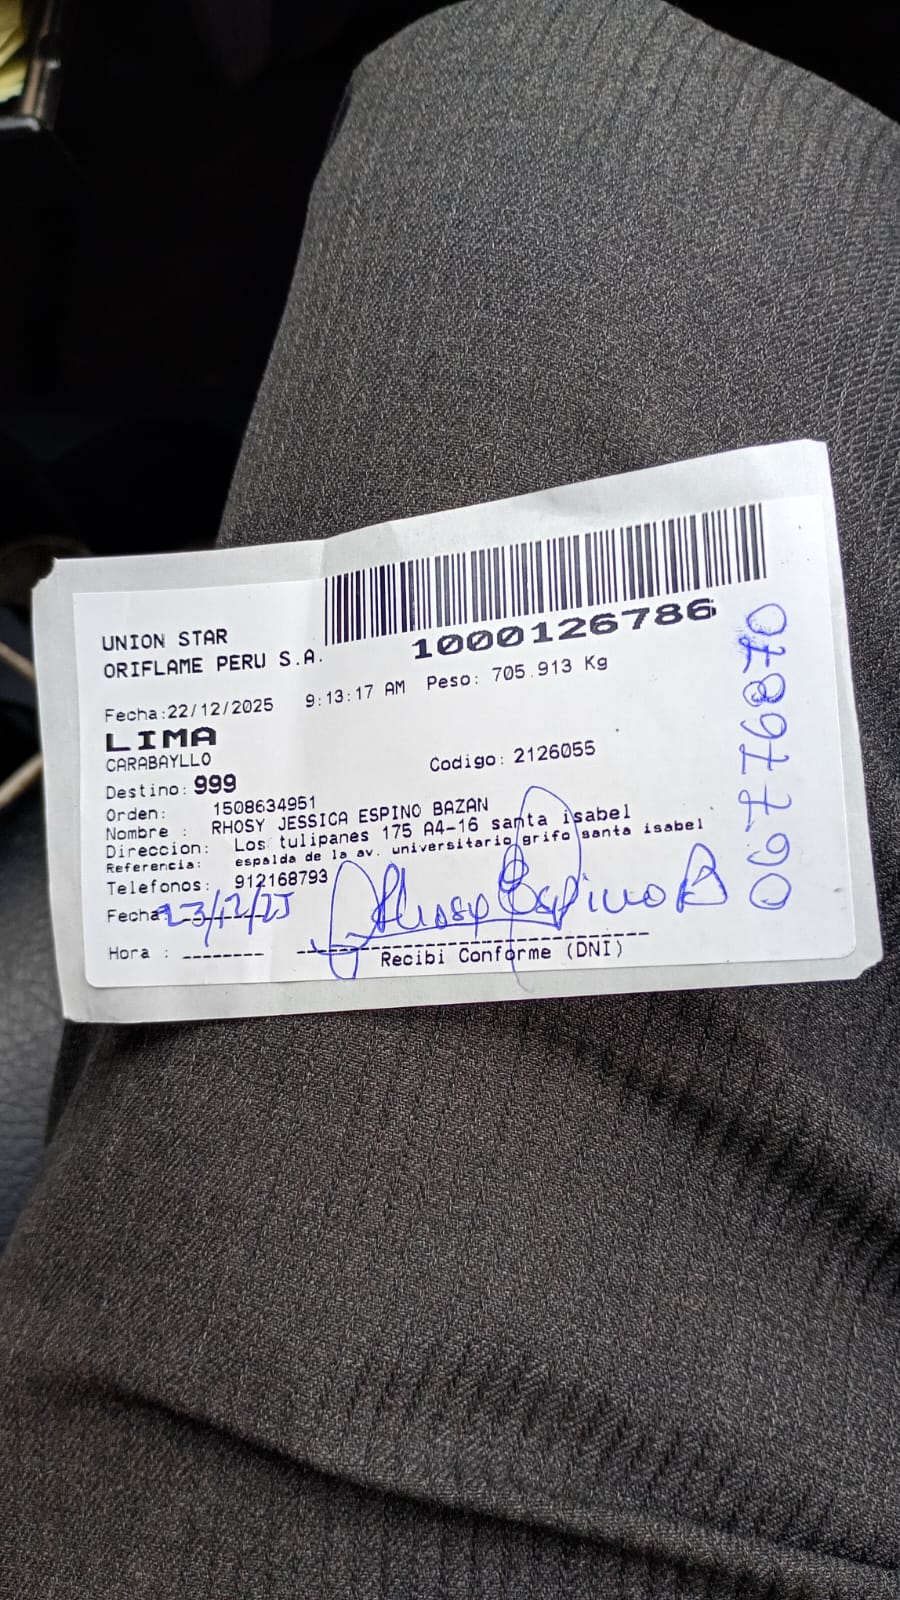 1000126786
UNION STAR
ORIFLAME PERU S.A.
Fecha:22/12/2025 9:13:17 AM Peso: 705.913 Kg
LIMA
CARABAYLLO
Codigo: 2126055
Destino: 999
Orden: 1508634951
Nombre : RHOSY JESSICA ESPINO BAZAN
Direccion: Los tulipanes 175 A4-16 santa isabel
Referencia: espalda de la av. universitario grifo santa isabel
Telefonos: 912168793
Fecha 23/12/25
Rhosy Espino B
Hora : --------
Recibi Conforme (DNI)
06776870